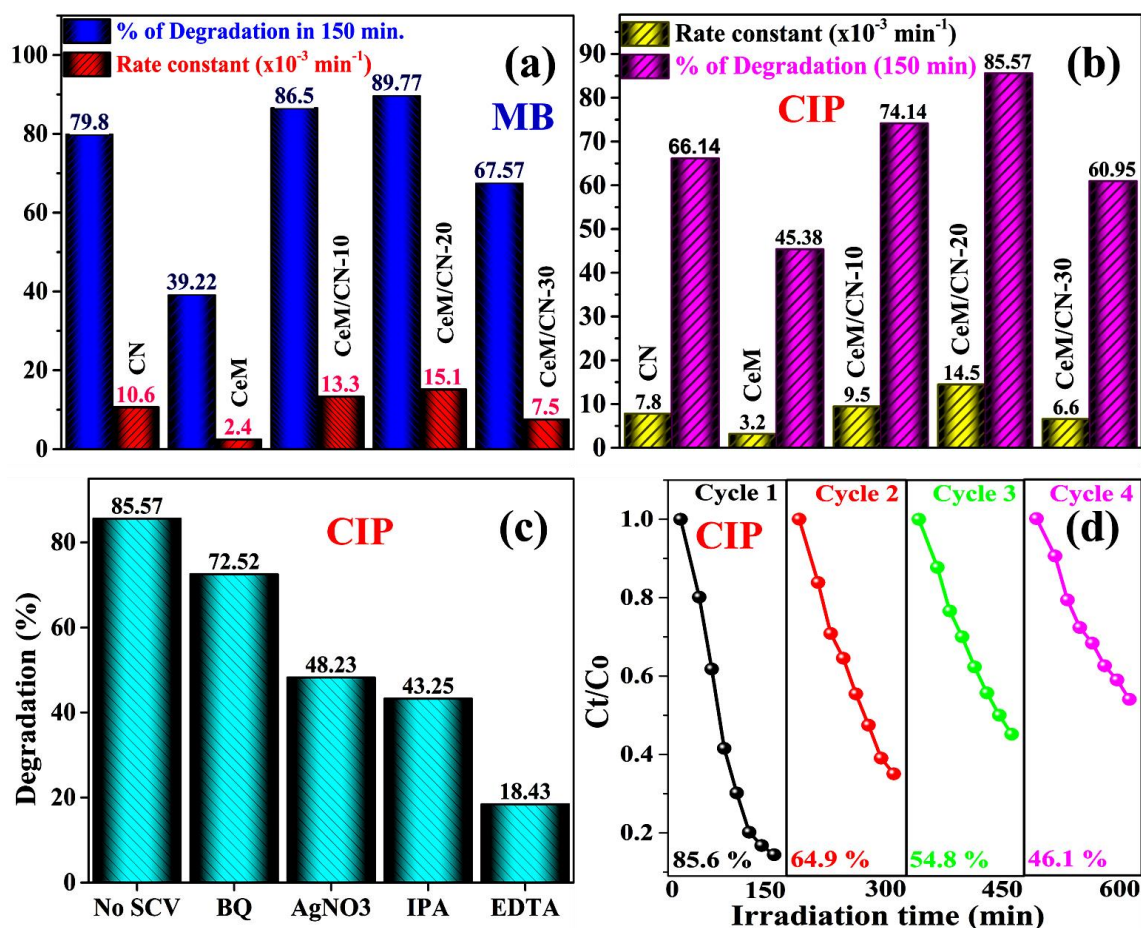 % of Degradation in 150 min.
Rate constant (x10⁻³ min⁻¹)
(a)
MB
100
80
60
40
20
0
79.8
10.6
CN
39.22
2.4
CeM
86.5
13.3
CeM/CN-10
89.77
15.1
CeM/CN-20
67.57
7.5
CeM/CN-30
Rate constant (x10⁻³ min⁻¹)
% of Degradation (150 min)
(b)
CIP
90
80
70
60
50
40
30
20
10
0
7.8
CN
66.14
3.2
CeM
45.38
9.5
CeM/CN-10
74.14
14.5
CeM/CN-20
85.57
6.6
CeM/CN-30
60.95
(c)
CIP
Degradation (%)
80
60
40
20
0
85.57
72.52
48.23
43.25
18.43
No SCV
BQ
AgNO3
IPA
EDTA
Cycle 1
Cycle 2
Cycle 3
Cycle 4
CIP
(d)
Ct/Co
1.0
0.8
0.6
0.4
0.2
85.6 %
64.9 %
54.8 %
46.1 %
0
150
300
450
600
Irradiation time (min)